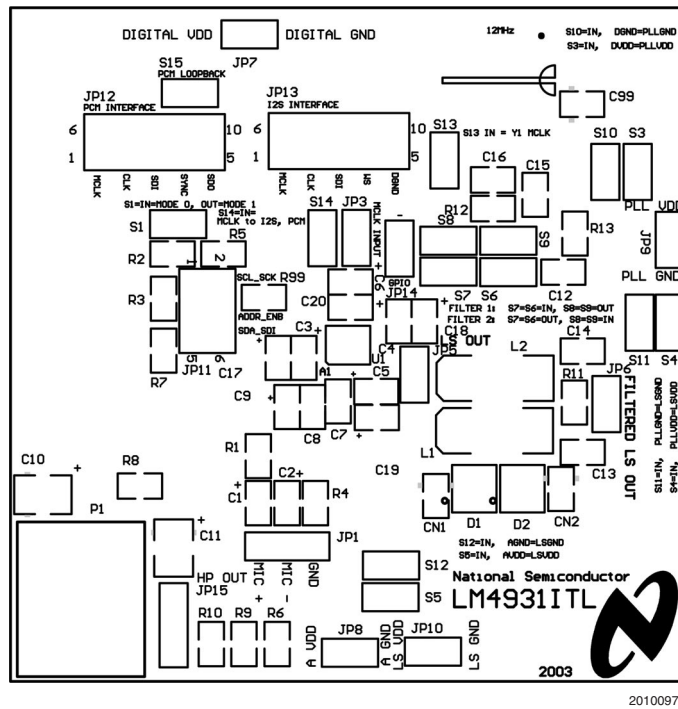 DIGITAL VDD
DIGITAL GND
JP7
12MHz
S10=IN, DGND=PLLGND
S3=IN, DVDD=PLLVDD
S15
PCM LOOPBACK
JP12
PCM INTERFACE
6
10
1
5
MCLK
CLK
SDI
SYNC
SDO
JP13
I2S INTERFACE
6
10
1
5
MCLK
CLK
SDI
WS
DGND
C99
S13
S13 IN = Y1 MCLK
S10
S3
C16
C15
R12
R13
PLL VDD
JP9
PLL GND
S1=IN=MODE 0, OUT=MODE 1
S14=IN=
MCLK to I2S, PCM
S1
S14
JP3
MCLK INPUT
-
+
S8
S9
S7
S6
C12
R2
R5
1
2
SCL_SCK
R99
ADDR_ENB
SDA_SDI
C6
C20
GPIO
JP14
+
+
FILTER 1: S7=S6=IN, S8=S9=OUT
FILTER 2: S7=S6=OUT, S8=S9=IN
R3
R7
5
6
JP11
C17
C3
+
+
U1
A1
C4
C18
LS OUT
JP5
L2
C14
S11
S4
JP6
R11
FILTERED LS OUT
S11=IN, PLLGND=LSGND
S4=IN, PLLVDD=LSVDD
C9
+
C8
C7
C5
+
+
L1
C13
C10
+
R8
R1
C19
P1
C1
+
C2+
R4
CN1
D1
D2
CN2
C11
+
JP1
MIC +
MIC -
GND
S12=IN, AGND=LSGND
S5=IN, AVDD=LSVDD
HP OUT
JP15
S12
S5
National Semiconductor
LM4931ITL
R10
R9
R6
A VDD
JP8
A GND
LS VDD
JP10
LS GND
2003
2010097